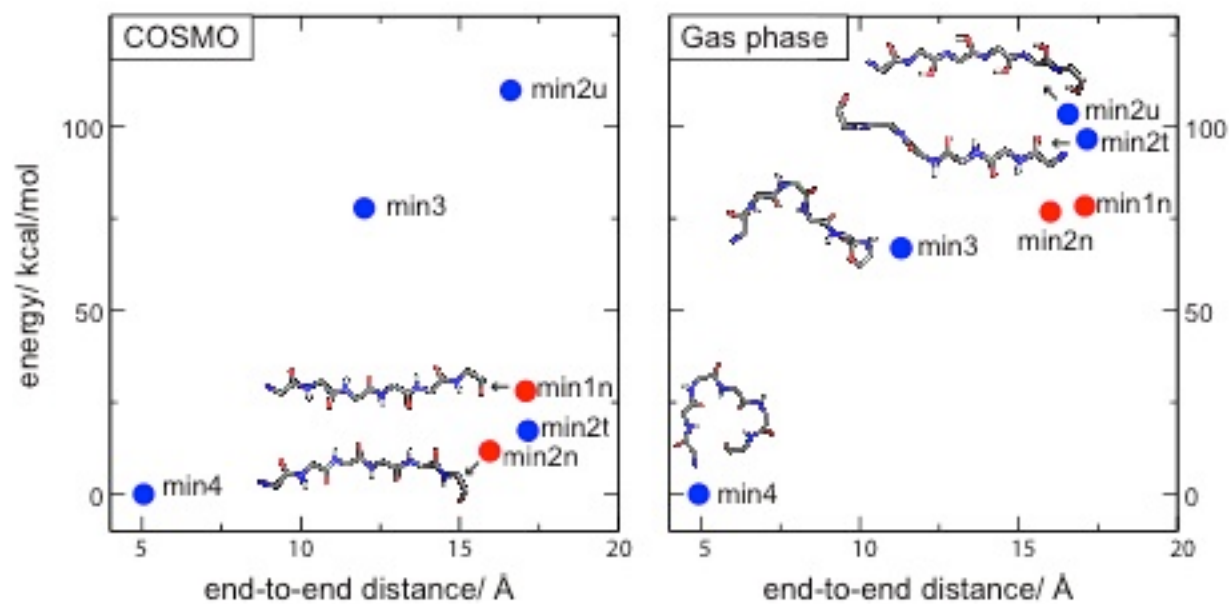 COSMO
Gas phase
min2u
min2u
100
100
min2t
energy/ kcal/mol
min3
min1n
min2n
min3
50
50
min1n
min2t
min2n
min4
min4
0
0
5
10
15
20
5
10
15
20
end-to-end distance/ Å
end-to-end distance/ Å